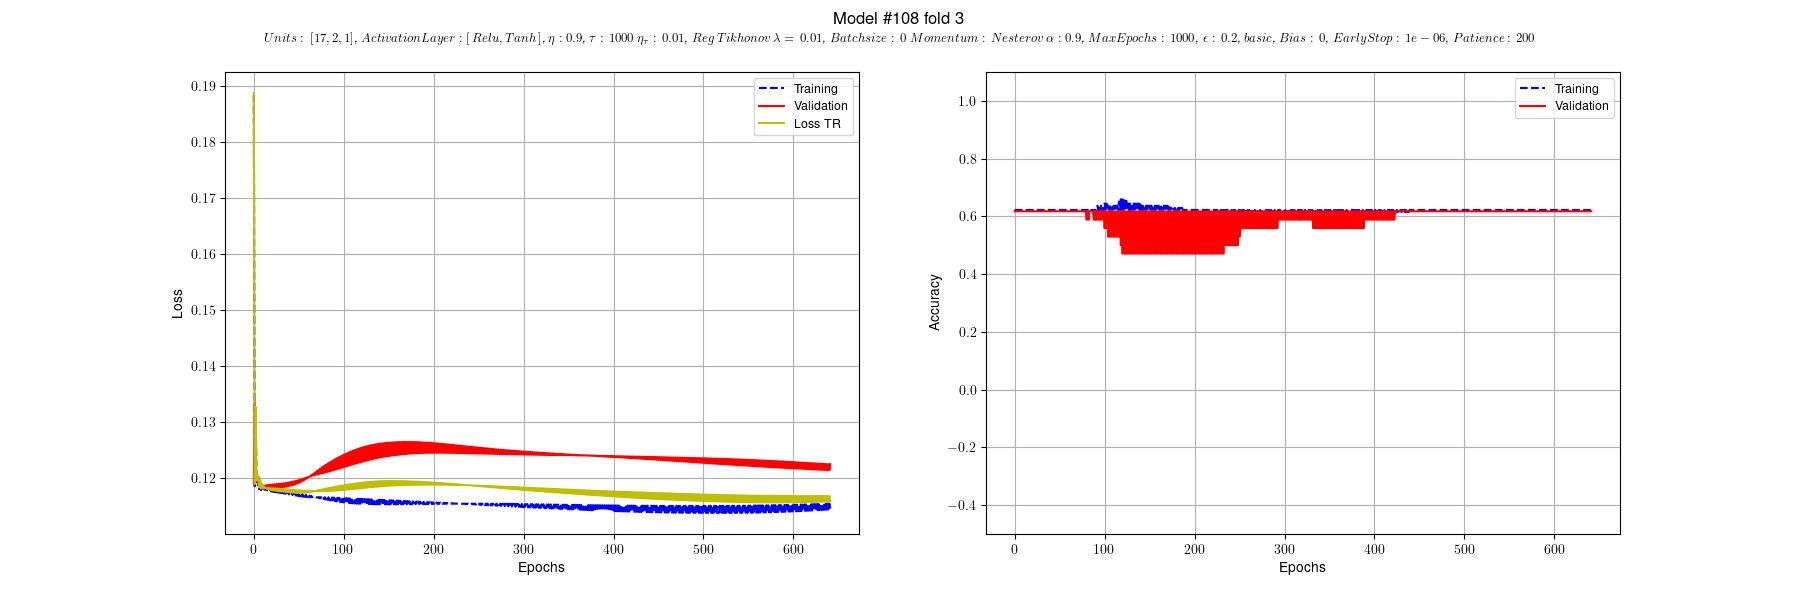 Model #108 fold 3
Units : [17, 2, 1], ActivationLayer : [ Relu, Tanh], η : 0.9, τ : 1000 η_τ : 0.01, Reg Tikhonov λ = 0.01, Batchsize : 0 Momentum : Nesterov α : 0.9, MaxEpochs : 1000, ϵ : 0.2, basic, Bias : 0, EarlyStop : 1e − 06, Patience : 200
Loss
0.19
0.18
0.17
0.16
0.15
0.14
0.13
0.12
0 100 200 300 400 500 600
Epochs
Training
Validation
Loss TR
Accuracy
1.0
0.8
0.6
0.4
0.2
0.0
−0.2
−0.4
0 100 200 300 400 500 600
Epochs
Training
Validation